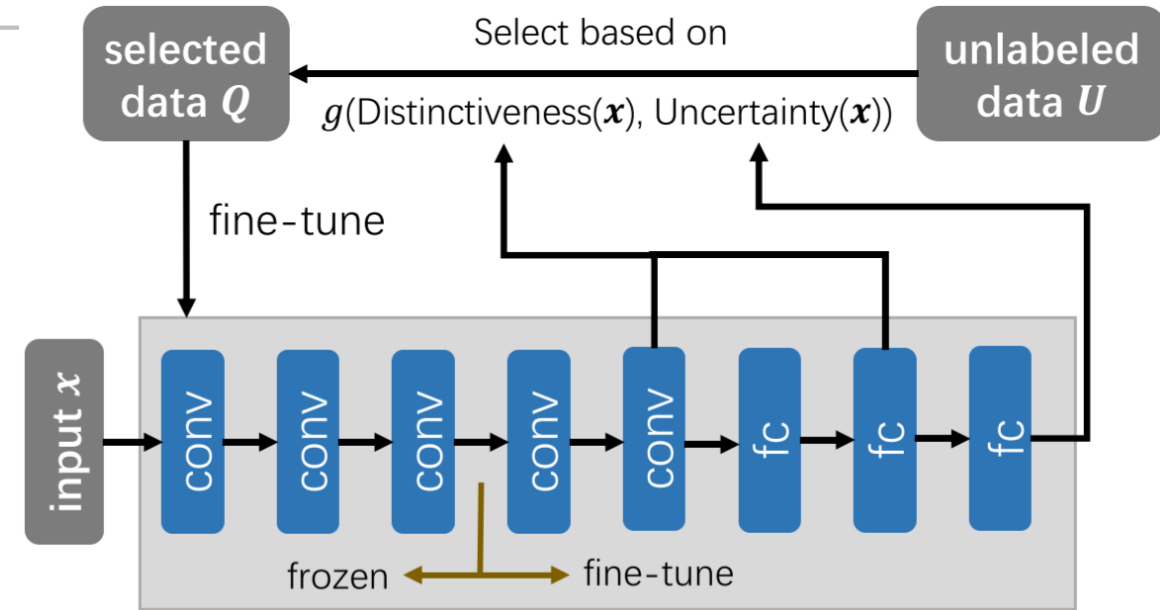 selected
data Q
Select based on
g(Distinctiveness(x), Uncertainty(x))
unlabeled
data U
fine-tune
input x
conv
conv
conv
conv
conv
fc
fc
fc
frozen
fine-tune